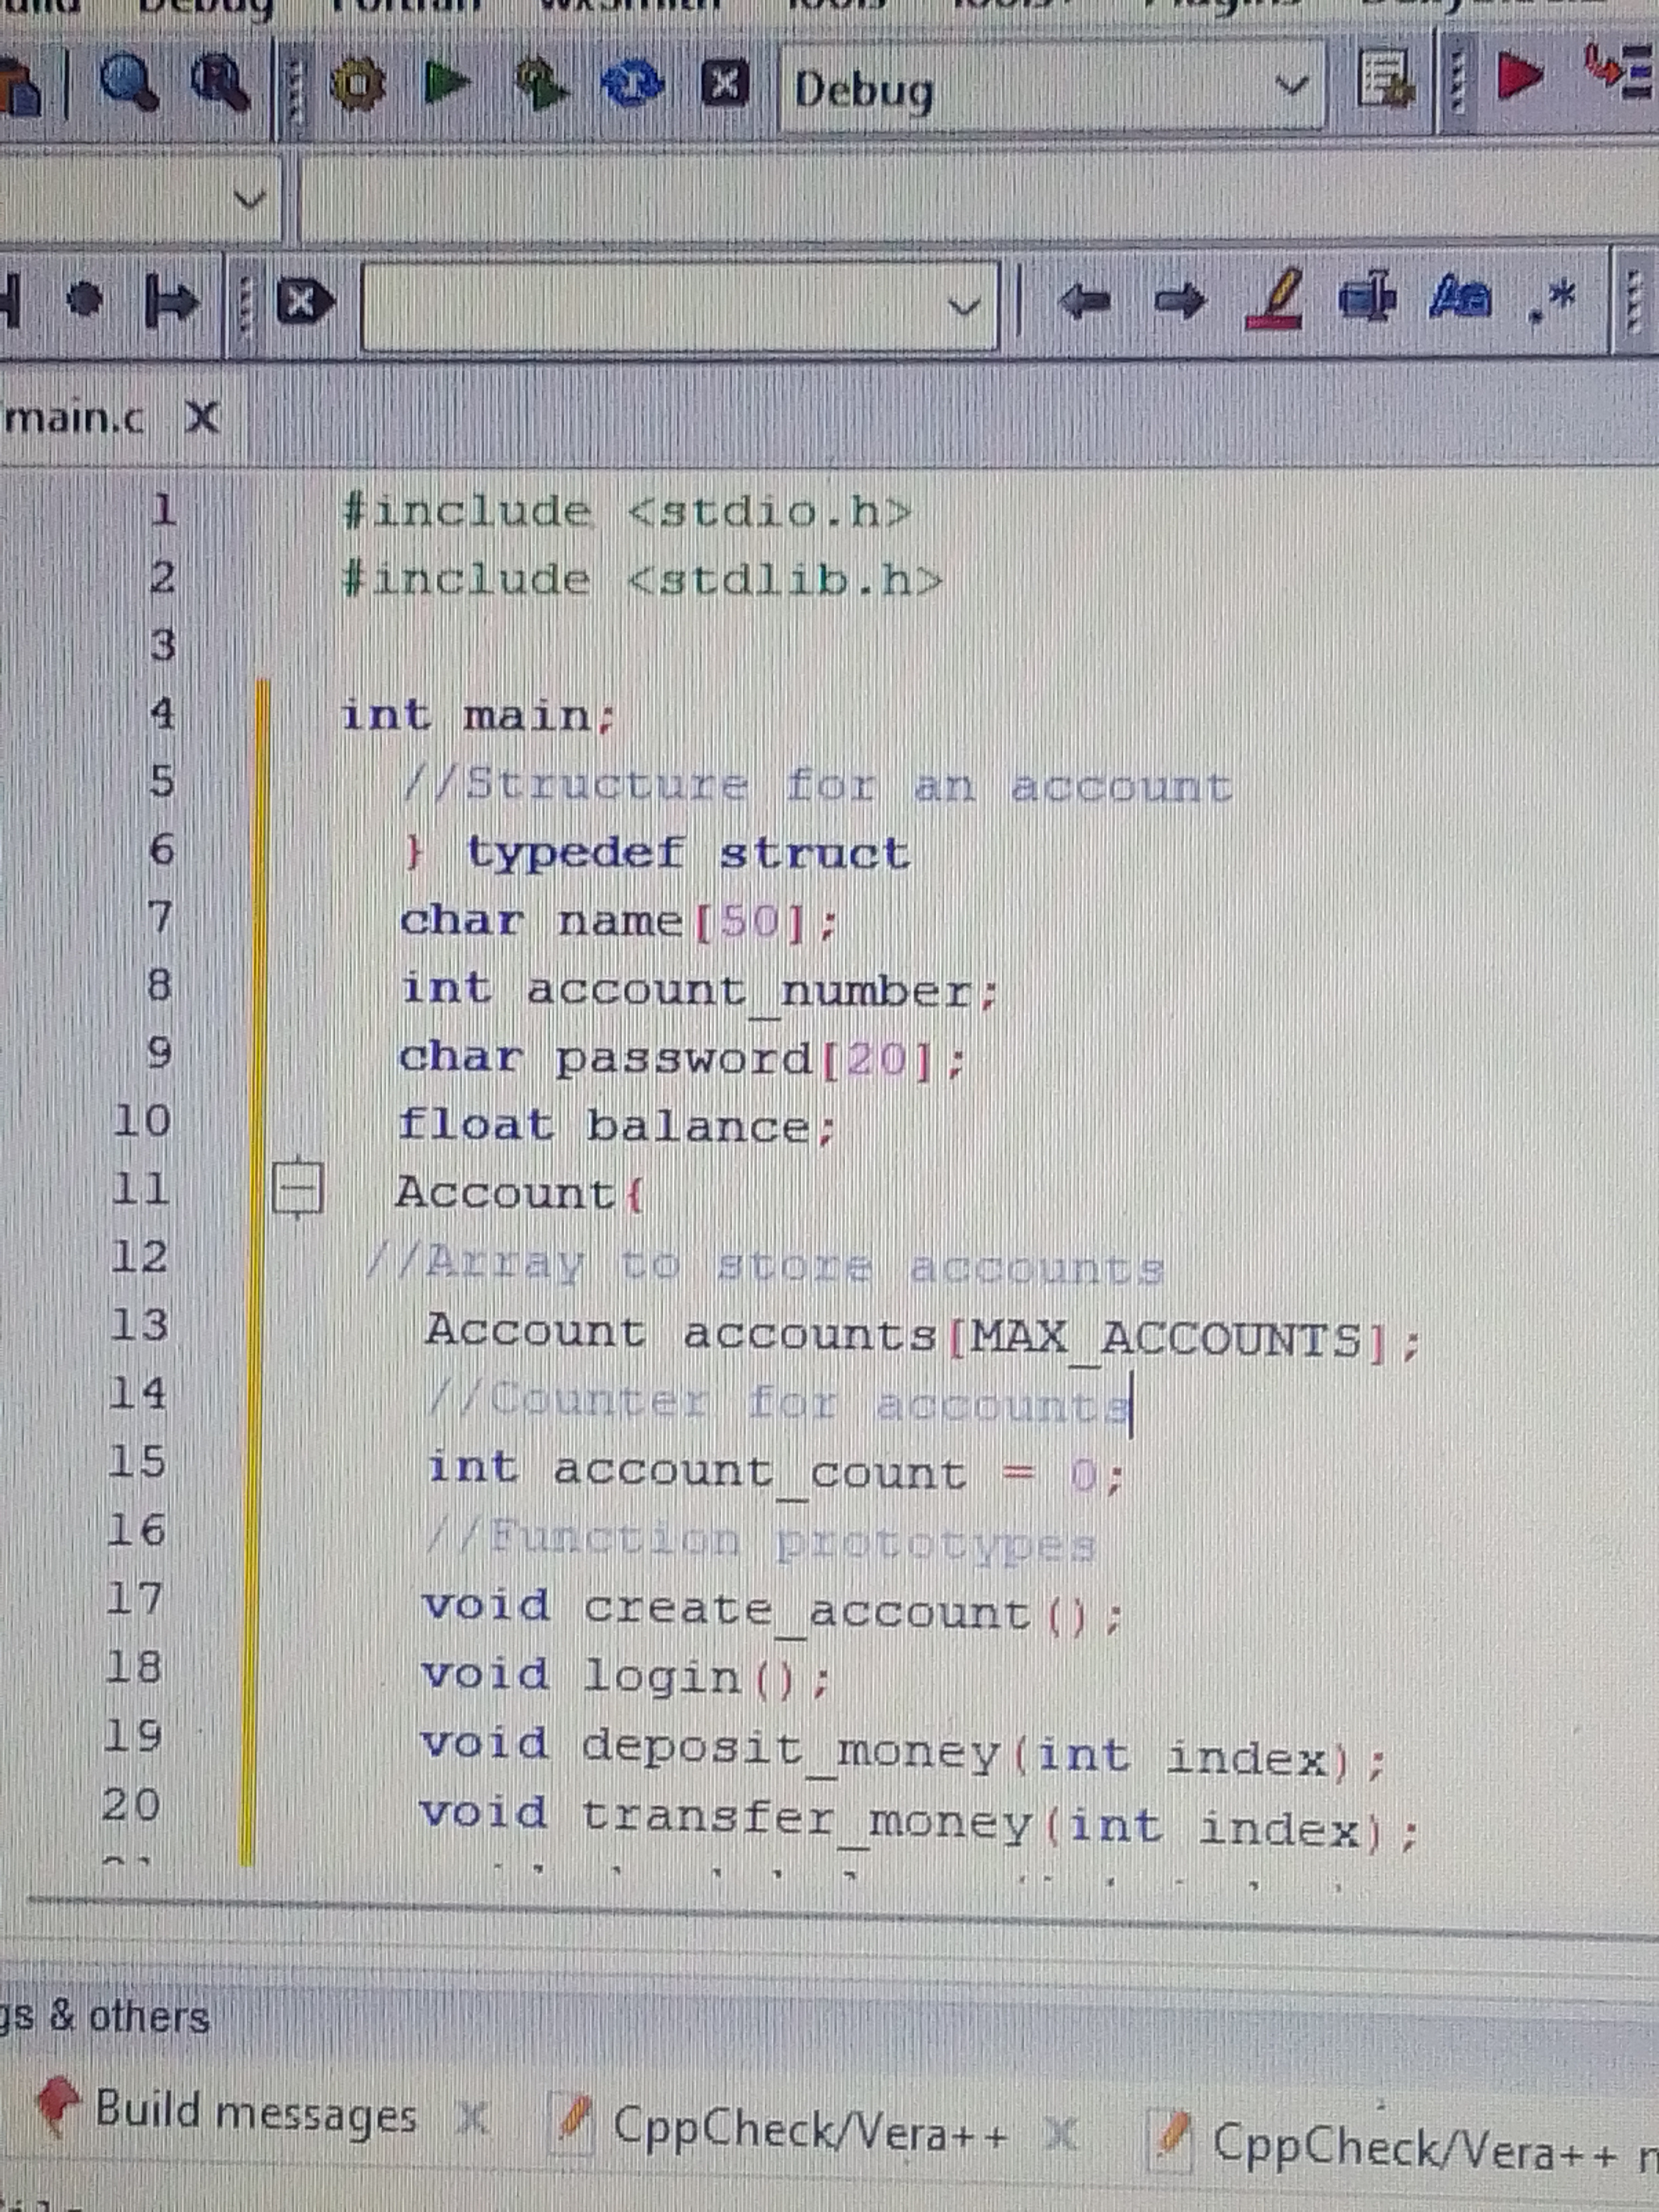 Debug
Debug
main.c
1 #include <stdio.h>
2 #include <stdlib.h>
3
4 int main;
5 //Structure for an account
6 } typedef struct
7 char name[50];
8 int account_number;
9 char password[20];
10 float balance;
11 Account{
12 //Array to store accounts
13 Account accounts[MAX_ACCOUNTS];
14 //Counter for accounts
15 int account_count = 0;
16 //Function prototypes
17 void create_account();
18 void login();
19 void deposit_money(int index);
20 void transfer_money(int index);
gs & others
Build messages CppCheck/Vera++ CppCheck/Vera++